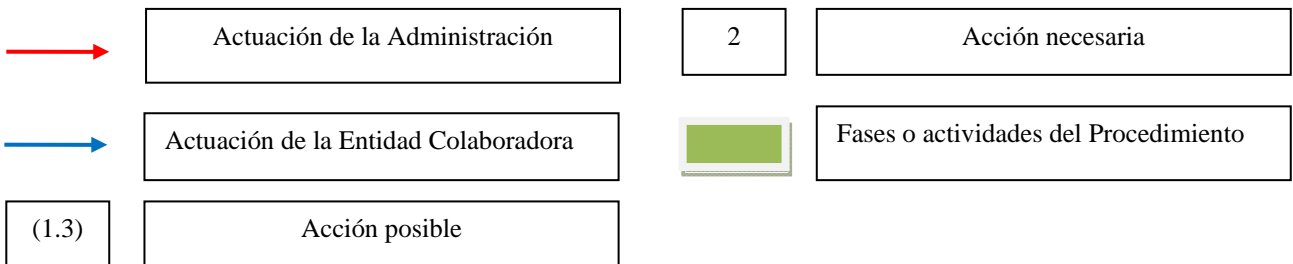 Actuación de la Administración
2
Acción necesaria
Actuación de la Entidad Colaboradora
Fases o actividades del Procedimiento
(1.3)
Acción posible